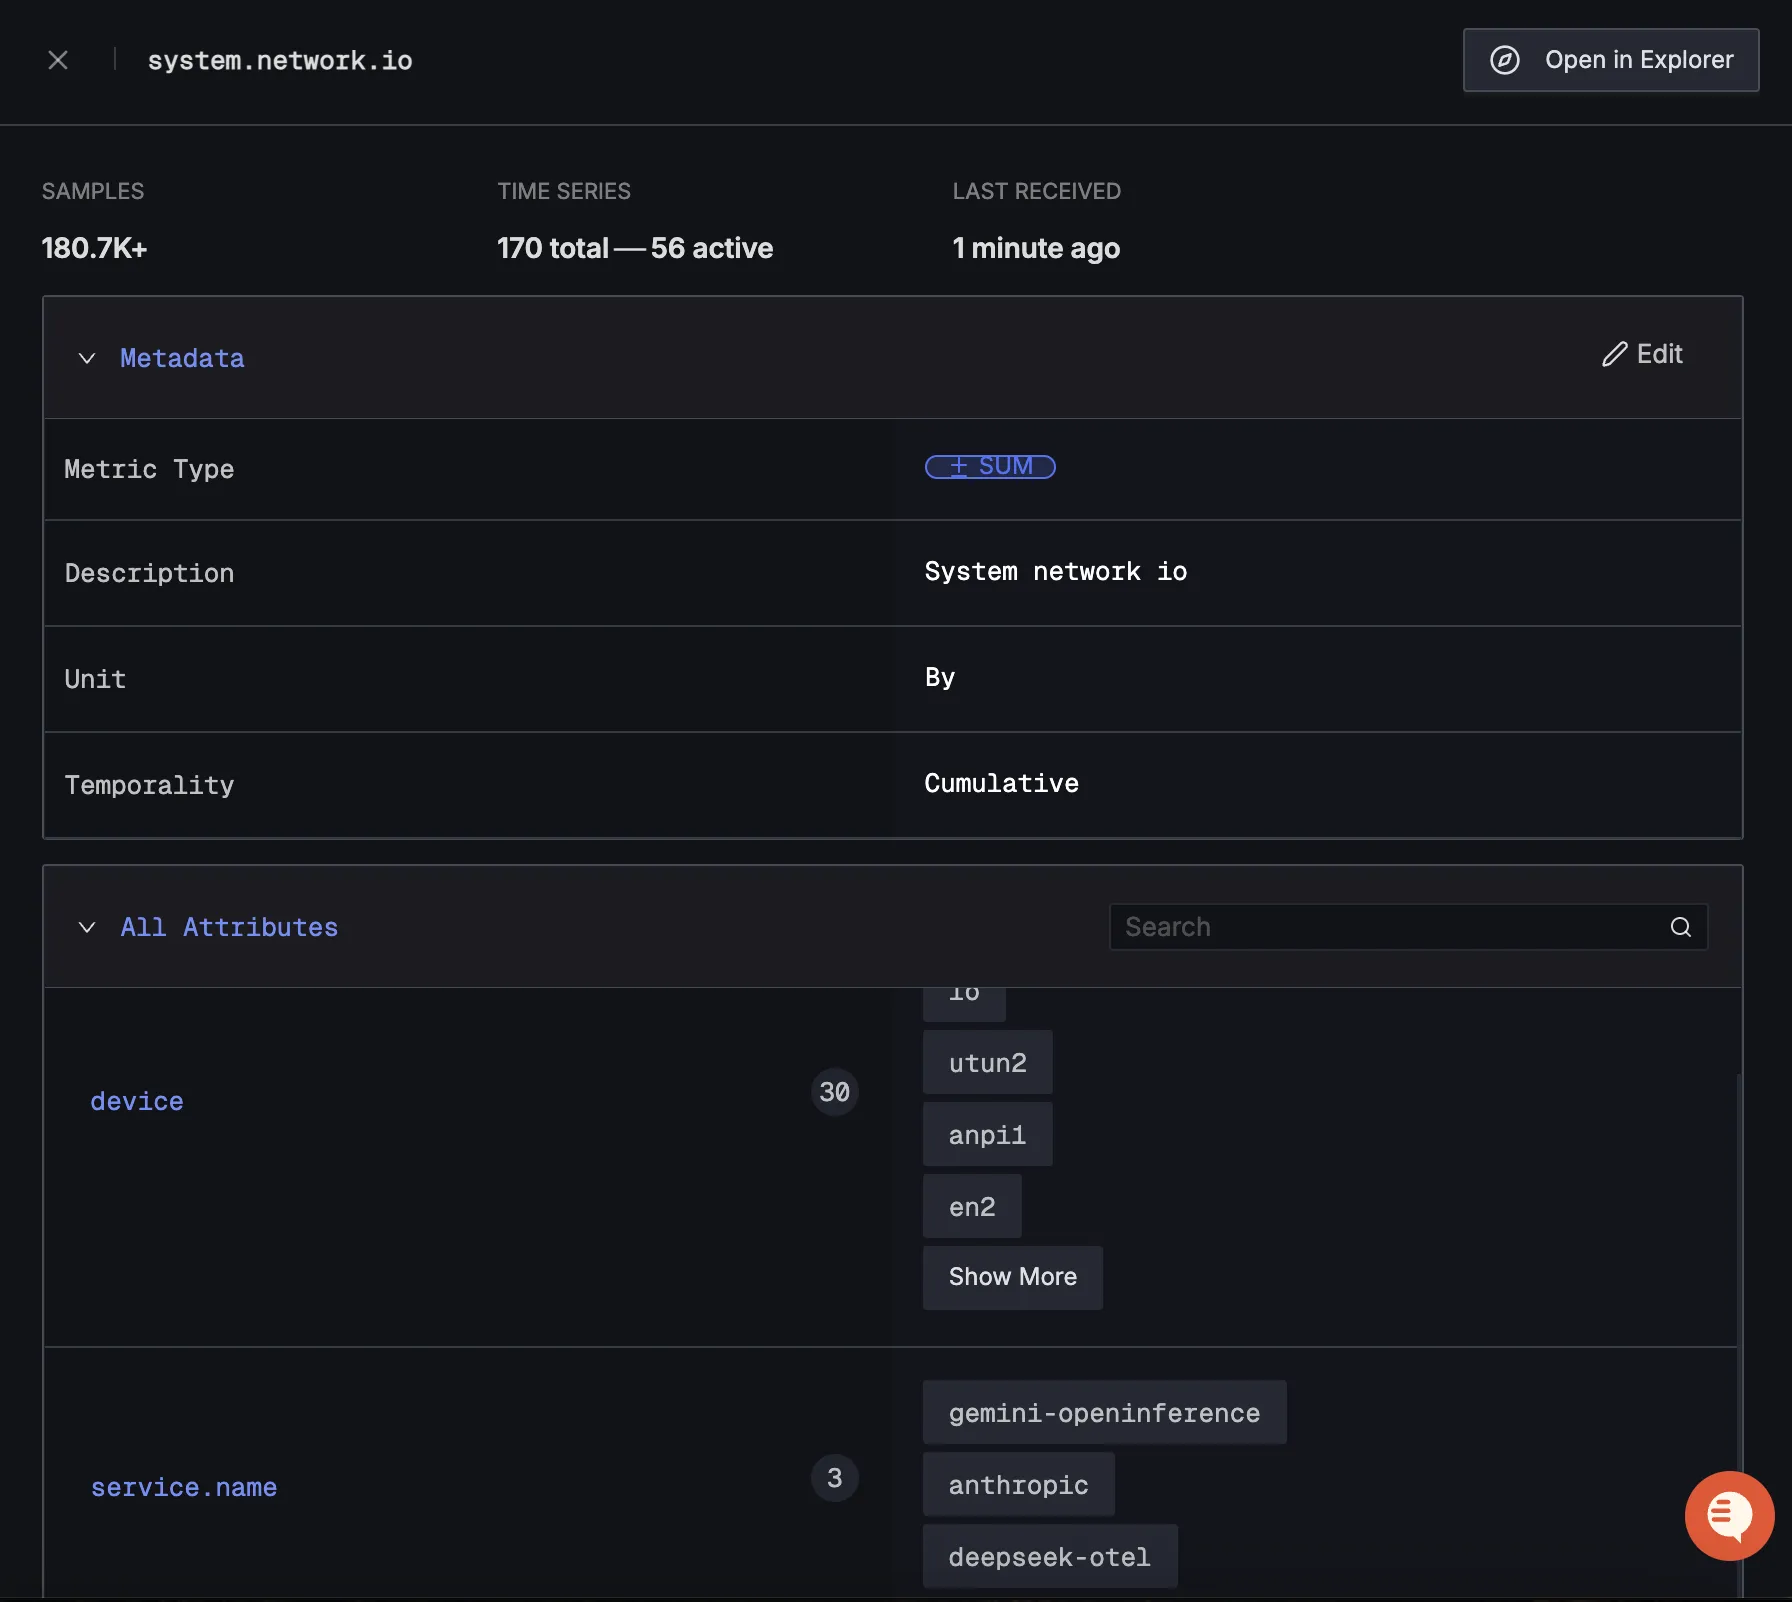 system.network.io
Open in Explorer
SAMPLES
TIME SERIES
LAST RECEIVED
180.7K+
170 total — 56 active
1 minute ago
Metadata
Edit
Metric Type
± SUM
Description
System network io
Unit
By
Temporality
Cumulative
All Attributes
Search
device
30
utun2
anpi1
en2
Show More
service.name
3
gemini-openinference
anthropic
deepseek-otel